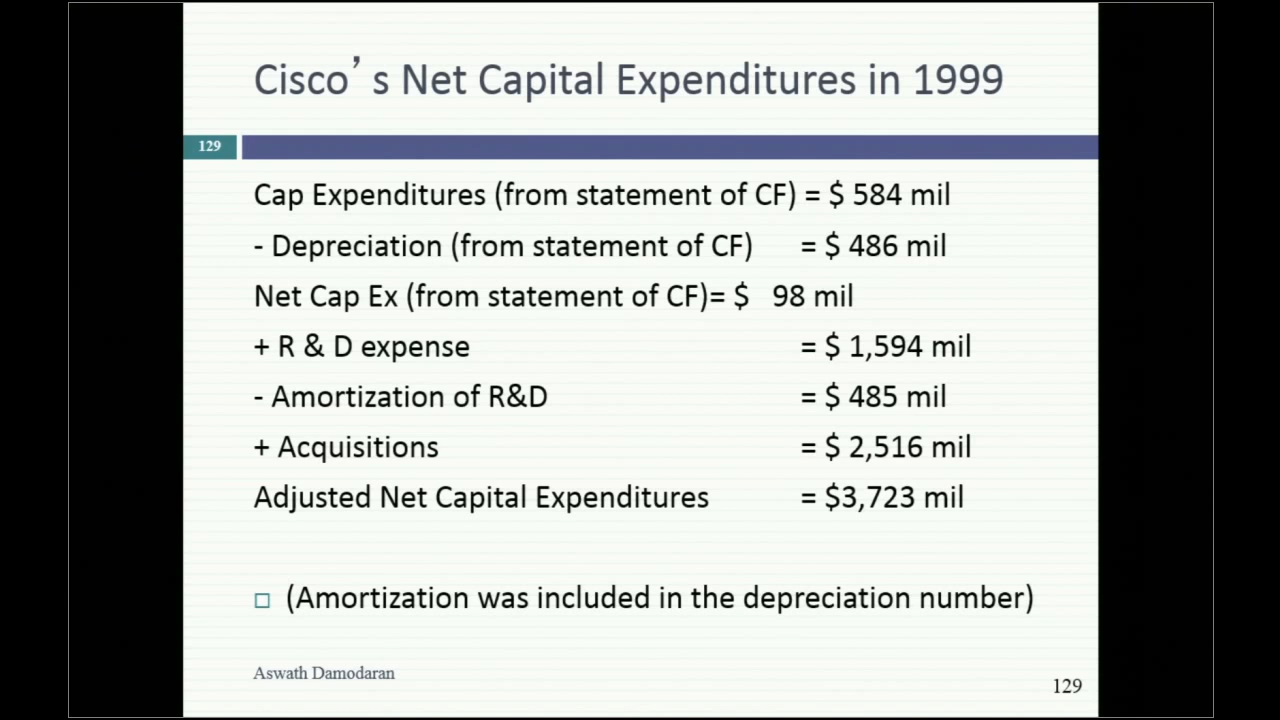 Cisco’s Net Capital Expenditures in 1999
129
Cap Expenditures (from statement of CF) = $ 584 mil
- Depreciation (from statement of CF) = $ 486 mil
Net Cap Ex (from statement of CF)= $ 98 mil
+ R & D expense = $ 1,594 mil
- Amortization of R&D = $ 485 mil
+ Acquisitions = $ 2,516 mil
Adjusted Net Capital Expenditures = $3,723 mil
(Amortization was included in the depreciation number)
Aswath Damodaran
129